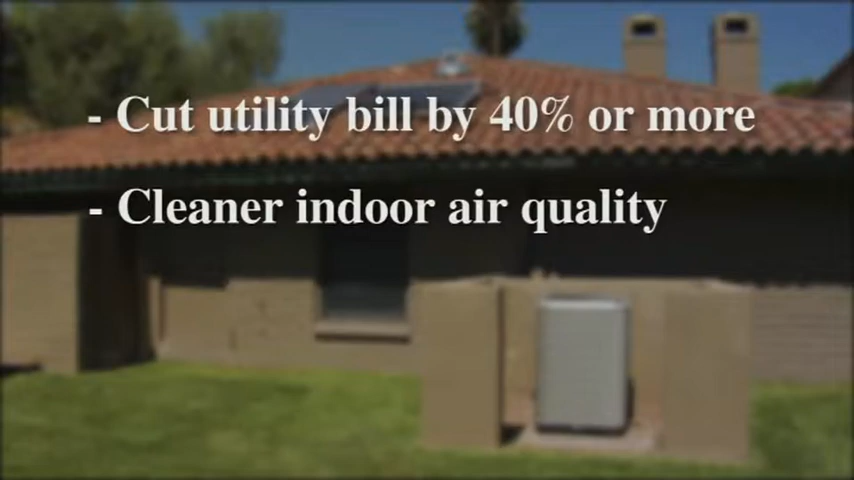 - Cut utility bill by 40% or more
- Cleaner indoor air quality